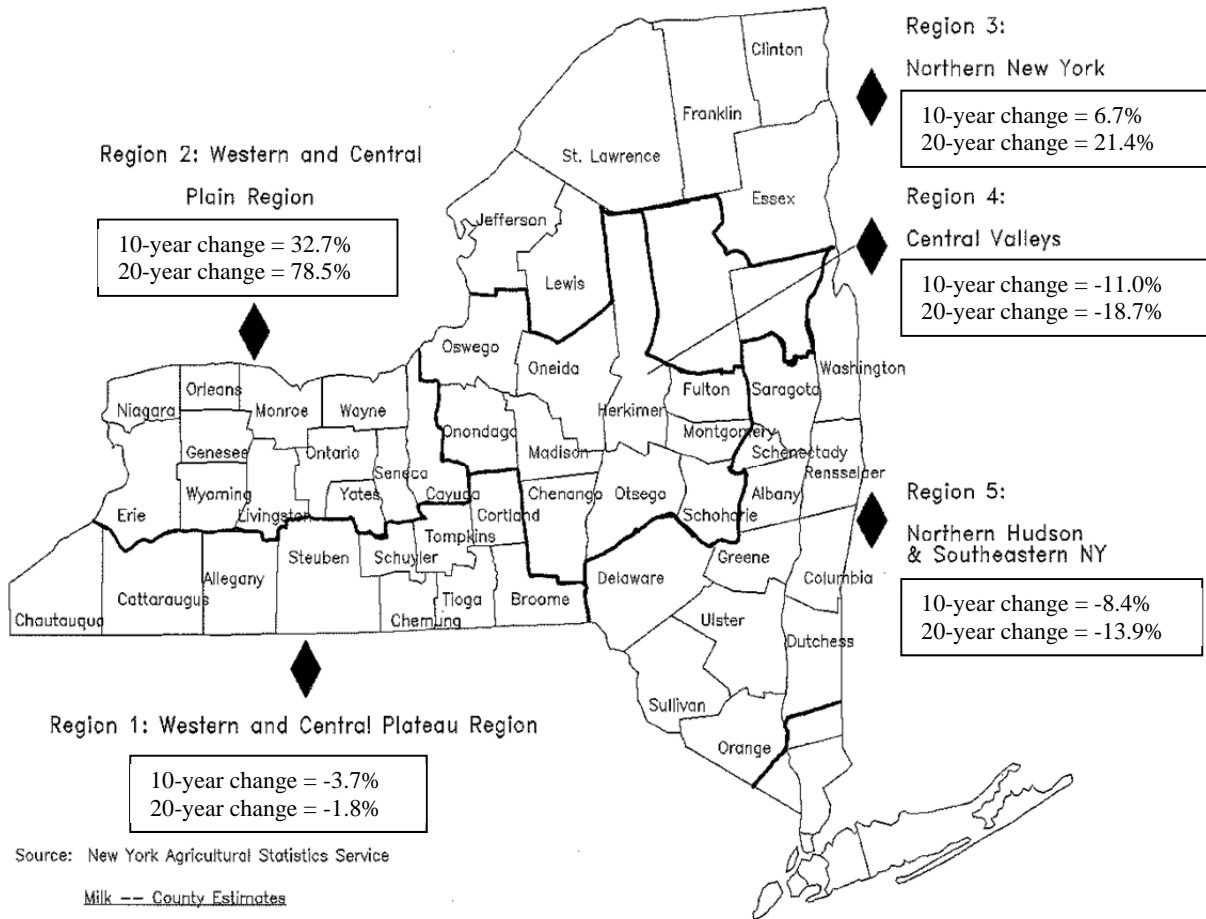 Region 3:
Northern New York
10-year change = 6.7%
20-year change = 21.4%
Region 4:
Central Valleys
10-year change = -11.0%
20-year change = -18.7%
Region 5:
Northern Hudson
& Southeastern NY
10-year change = -8.4%
20-year change = -13.9%
Region 2: Western and Central
Plain Region
10-year change = 32.7%
20-year change = 78.5%
Clinton
Franklin
St. Lawrence
Essex
Jefferson
Lewis
Oswego
Oneida
Washington
Orleans
Fulton
Saragota
Niagara
Monroe
Wayne
Herkimer
Onondago
Montgomery
Genesee
Ontario
Madison
Schenectady
Seneca
Rensselaer
Wyoming
Yates
Cayuga
Chenango
Otsego
Albany
Erie
Livingston
Cortland
Schoharie
Tompkins
Steuben
Schuyler
Greene
Allegany
Delaware
Columbia
Cattaraugus
Tioga
Broome
Chautauqua
Chemung
Ulster
Dutchess
Sullivan
Orange
Region 1: Western and Central Plateau Region
10-year change = -3.7%
20-year change = -1.8%
Source: New York Agricultural Statistics Service
Milk -- County Estimates